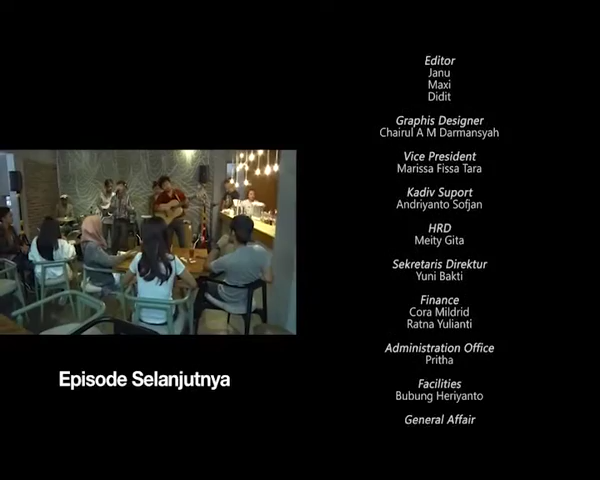 Editor
Janu
Maxi
Didit
Graphis Designer
Chairul A M Darmansyah
Vice President
Marissa Fissa Tara
Kadiv Suport
Andriyanto Sofjan
HRD
Meity Gita
Sekretaris Direktur
Yuni Bakti
Finance
Cora Mildrid
Ratna Yulianti
Administration Office
Pritha
Facilities
Bubung Heriyanto
General Affair
Episode Selanjutnya